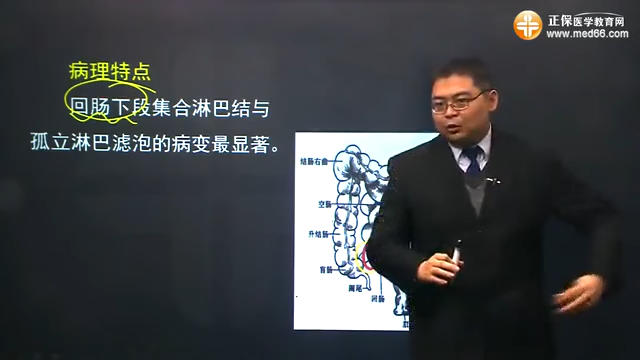 正保医学教育网
www.med66.com
病理特点
回肠下段集合淋巴结与
孤立淋巴滤泡的病变最显著。
结肠右曲
空肠
升结肠
盲肠
阑尾
回肠